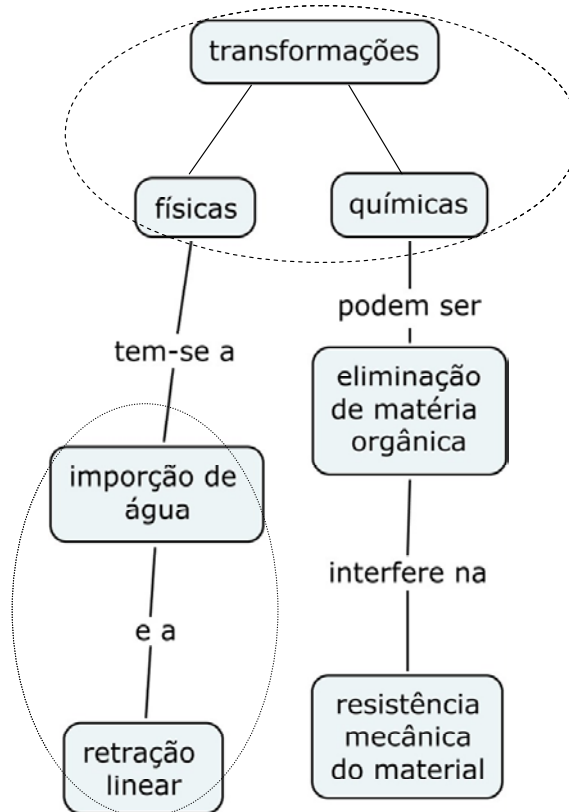 transformações
físicas
químicas
tem-se a
podem ser
imporção de
água
eliminação
de matéria
orgânica
e a
interfere na
retração
linear
resistência
mecânica
do material